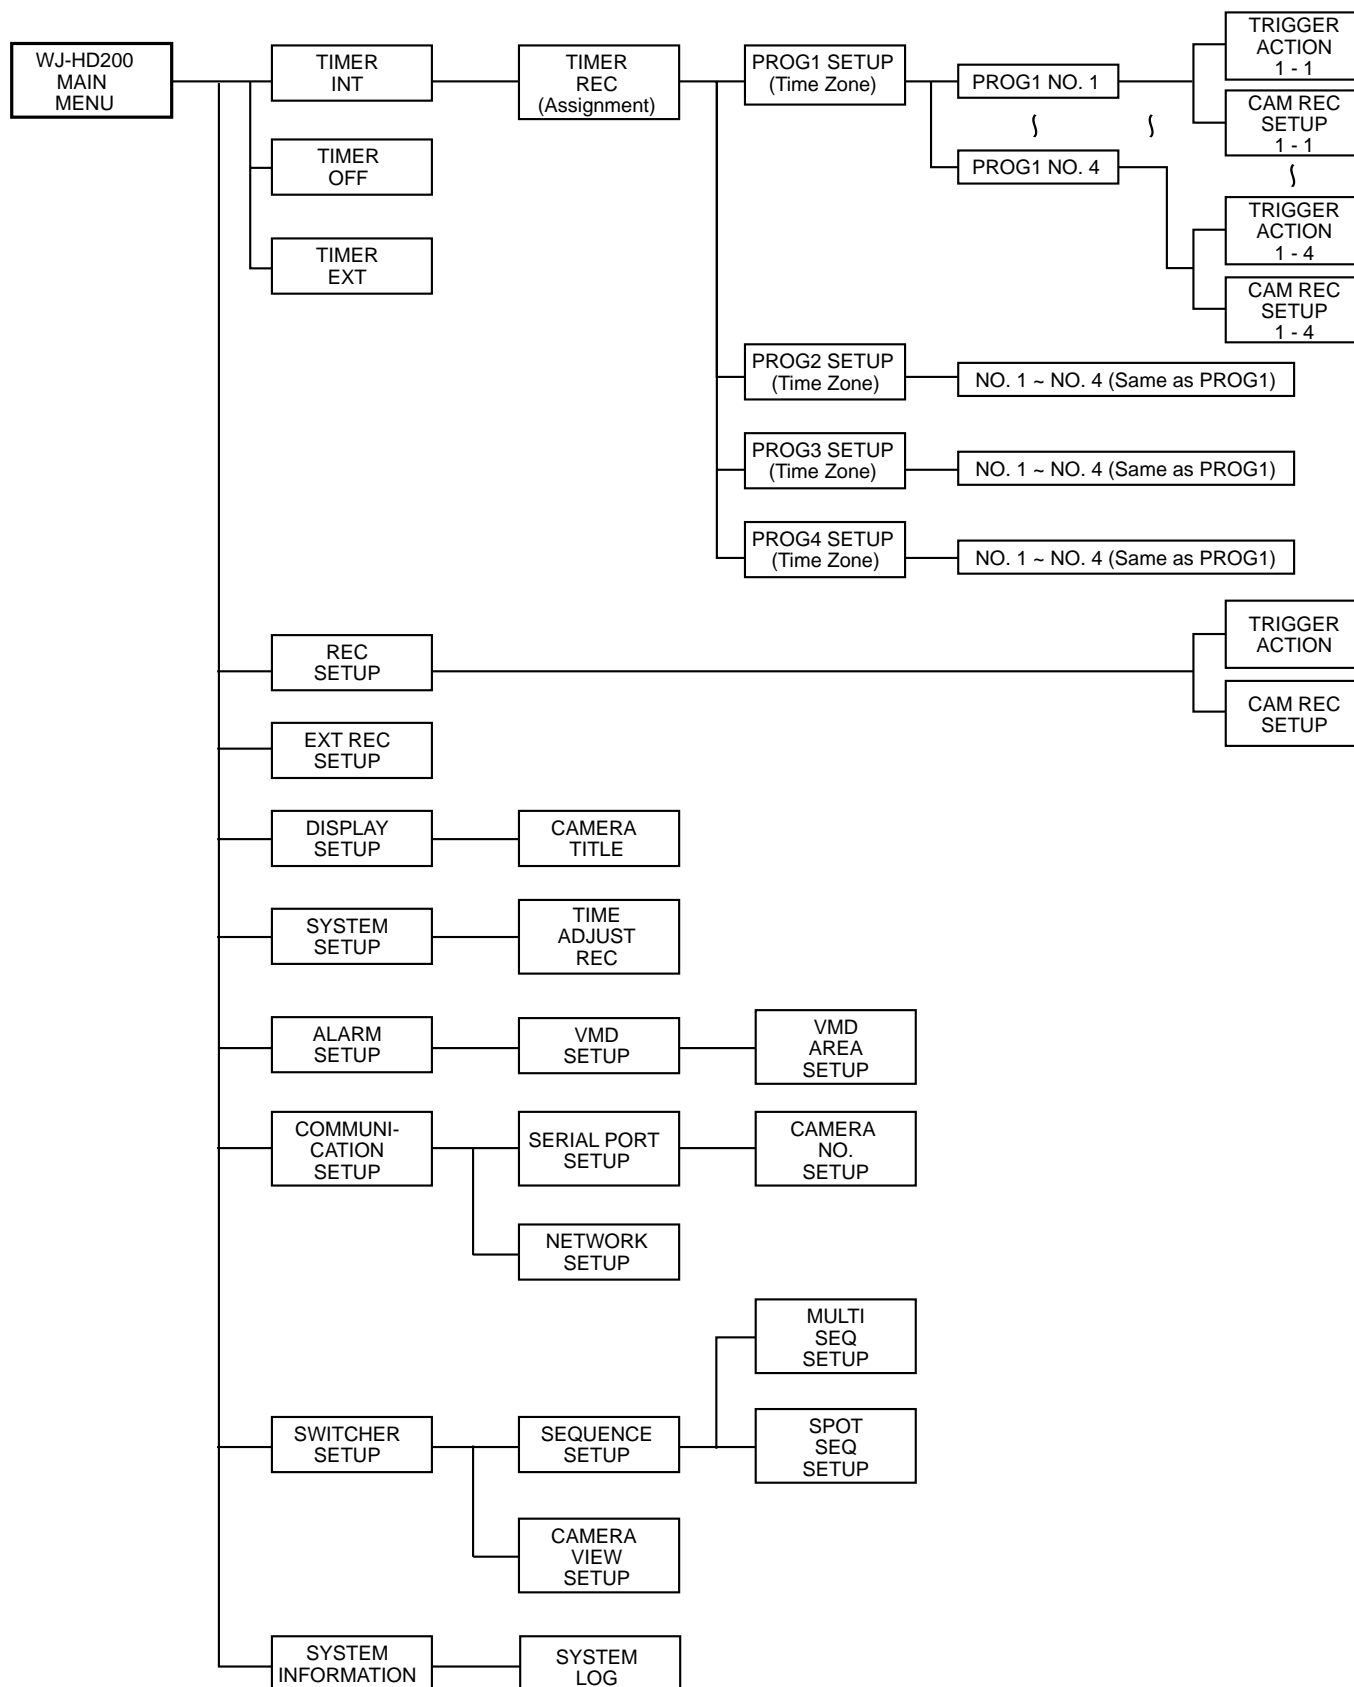 WJ-HD200
MAIN
MENU
TIMER
INT
TIMER
REC
(Assignment)
PROG1 SETUP
(Time Zone)
PROG1 NO. 1
TRIGGER
ACTION
1 - 1
CAM REC
SETUP
1 - 1
TIMER
OFF
PROG1 NO. 4
TRIGGER
ACTION
1 - 4
CAM REC
SETUP
1 - 4
TIMER
EXT
PROG2 SETUP
(Time Zone)
NO. 1 ~ NO. 4 (Same as PROG1)
PROG3 SETUP
(Time Zone)
NO. 1 ~ NO. 4 (Same as PROG1)
PROG4 SETUP
(Time Zone)
NO. 1 ~ NO. 4 (Same as PROG1)
REC
SETUP
TRIGGER
ACTION
CAM REC
SETUP
EXT REC
SETUP
DISPLAY
SETUP
CAMERA
TITLE
SYSTEM
SETUP
TIME
ADJUST
REC
ALARM
SETUP
VMD
SETUP
VMD
AREA
SETUP
COMMUNI-
CATION
SETUP
SERIAL PORT
SETUP
CAMERA
NO.
SETUP
NETWORK
SETUP
MULTI
SEQ
SETUP
SWITCHER
SETUP
SEQUENCE
SETUP
SPOT
SEQ
SETUP
CAMERA
VIEW
SETUP
SYSTEM
INFORMATION
SYSTEM
LOG